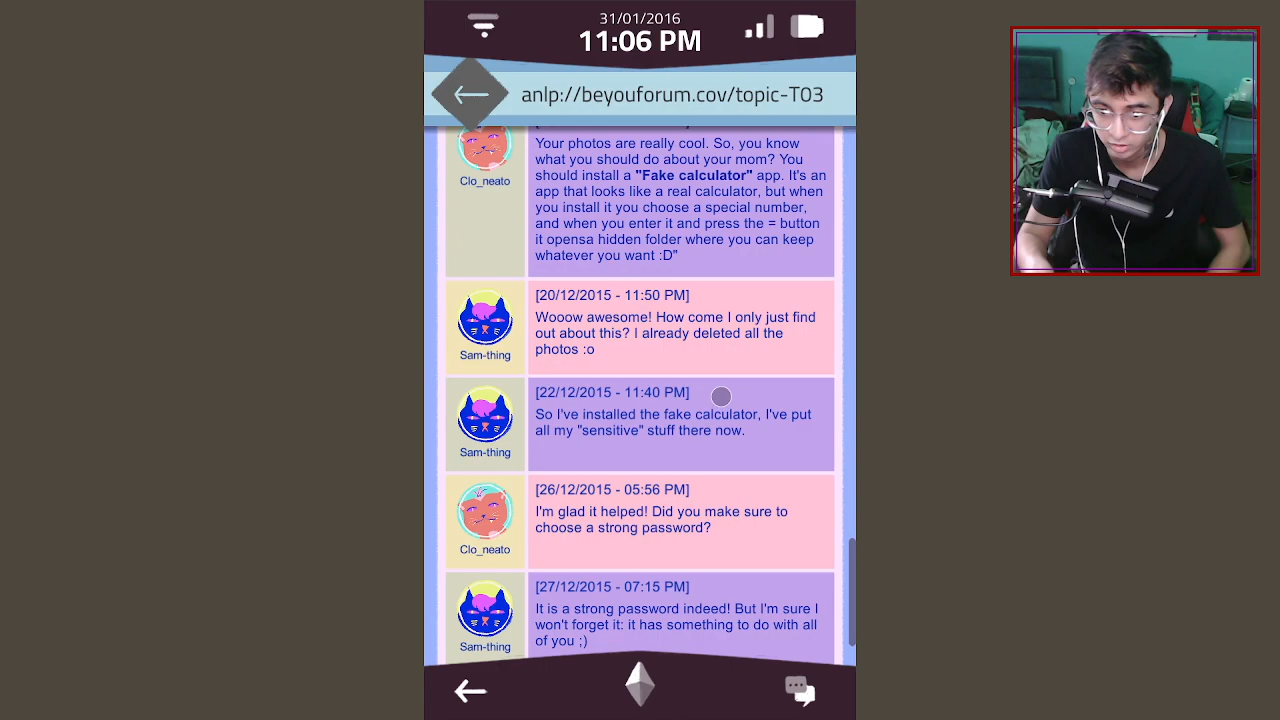 31/01/2016
11:06 PM
anlp://beyouforum.cov/topic-T03
Your photos are really cool. So, you know
what you should do about your mom? You
should install a "Fake calculator" app. It's an
app that looks like a real calculator, but when
you install it you choose a special number,
and when you enter it and press the = button
it opensa hidden folder where you can keep
whatever you want :D"
Clo_neato
[20/12/2015 - 11:50 PM]
Wooow awesome! How come I only just find
out about this? I already deleted all the
photos :o
Sam-thing
[22/12/2015 - 11:40 PM]
So I've installed the fake calculator, I've put
all my "sensitive" stuff there now.
Sam-thing
[26/12/2015 - 05:56 PM]
I'm glad it helped! Did you make sure to
choose a strong password?
Clo_neato
[27/12/2015 - 07:15 PM]
It is a strong password indeed! But I'm sure I
won't forget it: it has something to do with all
of you ;)
Sam-thing